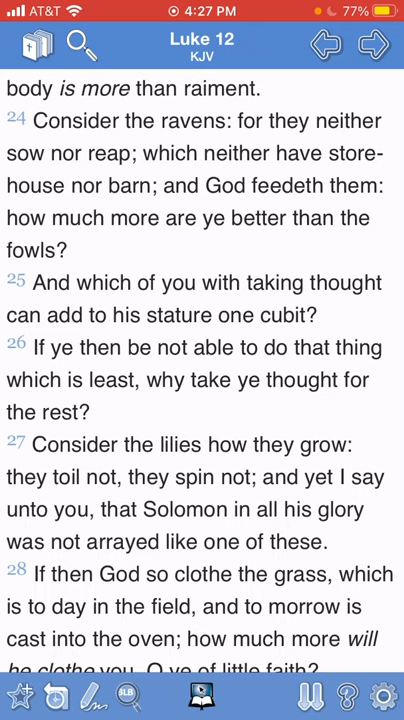 AT&T 4:27 PM 77%
Luke 12
KJV
body is more than raiment.
24 Consider the ravens: for they neither
sow nor reap; which neither have store-
house nor barn; and God feedeth them:
how much more are ye better than the
fowls?
25 And which of you with taking thought
can add to his stature one cubit?
26 If ye then be not able to do that thing
which is least, why take ye thought for
the rest?
27 Consider the lilies how they grow:
they toil not, they spin not; and yet I say
unto you, that Solomon in all his glory
was not arrayed like one of these.
28 If then God so clothe the grass, which
is to day in the field, and to morrow is
cast into the oven; how much more will
he clothe you, O ye of little faith?
BLB